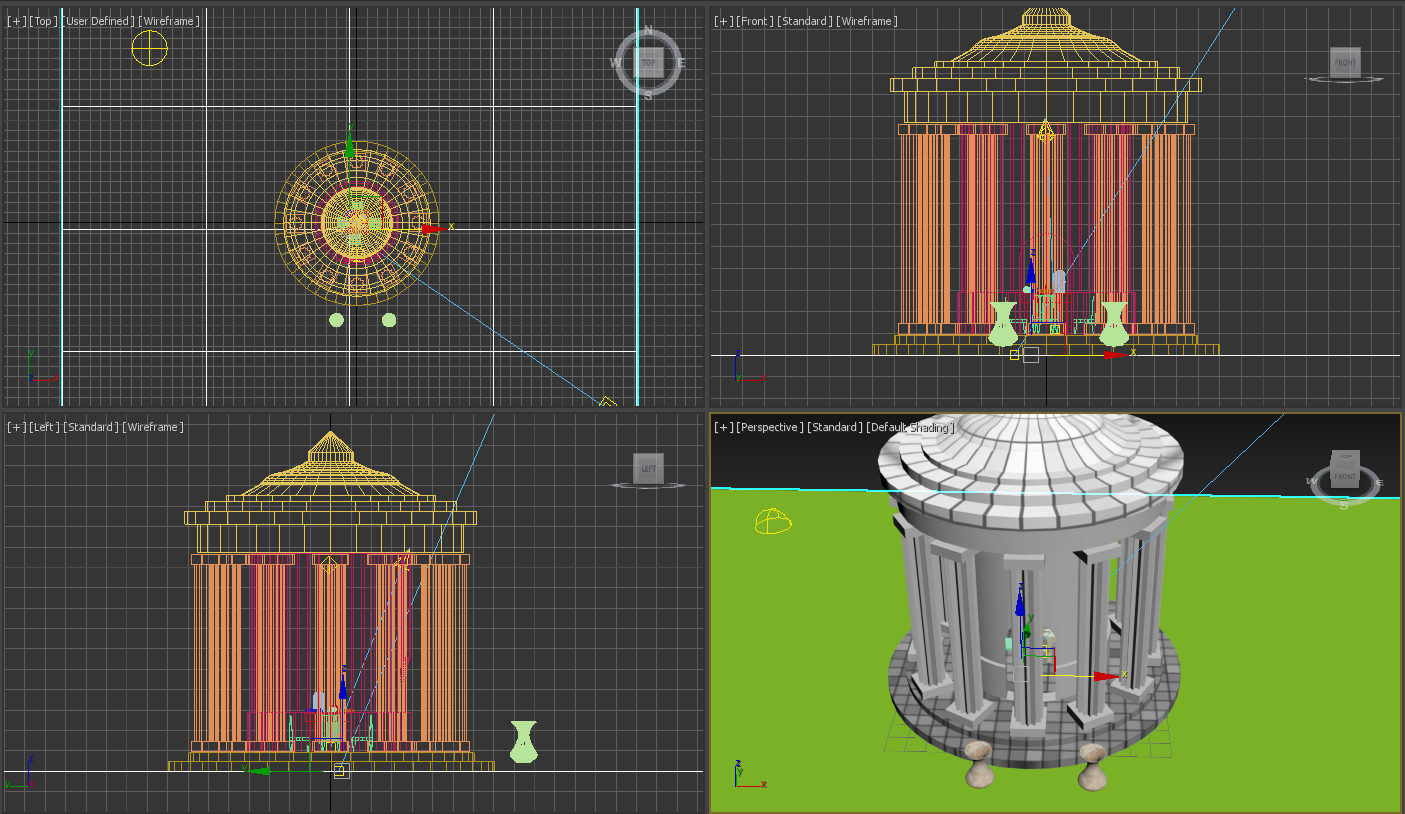 [+] [Top] [User Defined] [Wireframe]
N
W TOP E
S
y
x
y
[+] [Front] [Standard] [Wireframe]
FRONT
z
x
z
[+] [Left] [Standard] [Wireframe]
LEFT
z
y
z
y
[+] [Perspective] [Standard] [Default Shading]
TOP
FRONT
W E
S
z
y
z
x
z
y
x